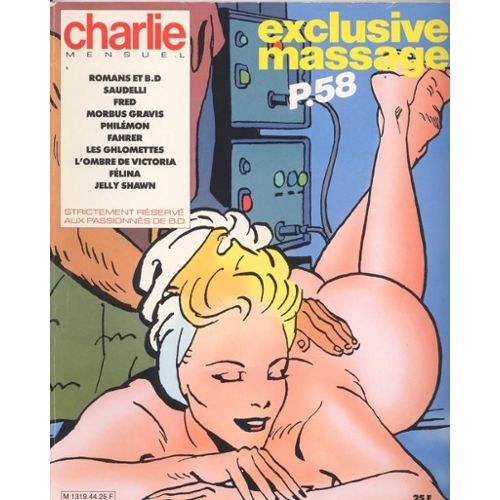 charlie
MENSUEL
ROMANS ET B.D
SAUDELLI
FRED
MORBUS GRAVIS
PHILÉMON
FAHRER
LES GHLOMETTES
L'OMBRE DE VICTORIA
FÉLINA
JELLY SHAWN
STRICTEMENT RÉSERVÉ
AUX PASSIONNÉS DE B.D.
exclusive
massage
P.58
M 1319.44.25 F
25F